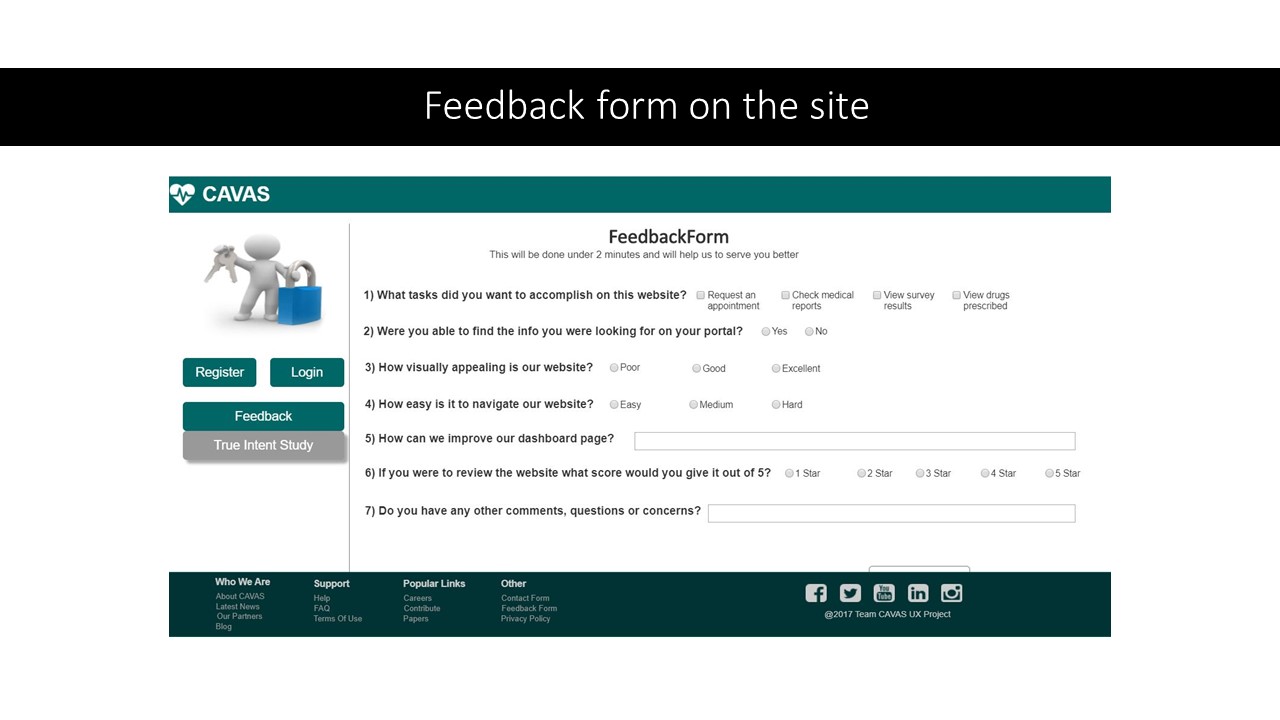 Feedback form on the site
CAVAS
FeedbackForm
This will be done under 2 minutes and will help us to serve you better
Register
Login
Feedback
True Intent Study
1) What tasks did you want to accomplish on this website?
Request an
appointment
Check medical
reports
View survey
results
View drugs
prescribed
2) Were you able to find the info you were looking for on your portal?
Yes
No
3) How visually appealing is our website?
Poor
Good
Excellent
4) How easy is it to navigate our website?
Easy
Medium
Hard
5) How can we improve our dashboard page?
6) If you were to review the website what score would you give it out of 5?
1 Star
2 Star
3 Star
4 Star
5 Star
7) Do you have any other comments, questions or concerns?
Who We Are
About CAVAS
Latest News
Our Partners
Blog
Support
Help
FAQ
Terms Of Use
Popular Links
Careers
Contribute
Papers
Other
Contact Form
Feedback Form
Privacy Policy
You
Tube
in
@2017 Team CAVAS UX Project